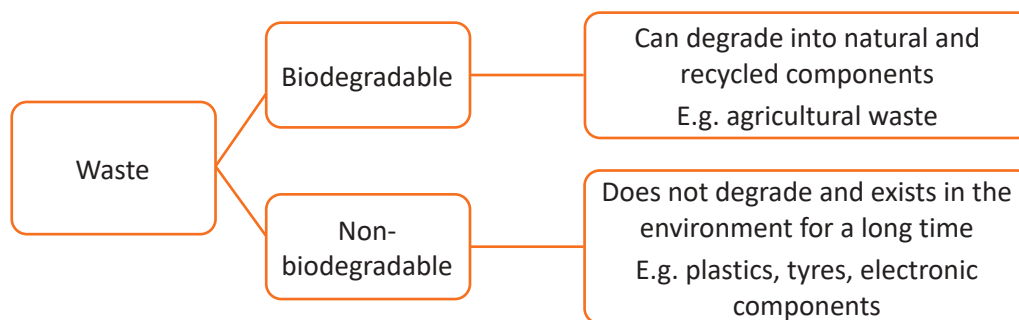 Waste
Biodegradable
Can degrade into natural and
recycled components
E.g. agricultural waste
Non-
biodegradable
Does not degrade and exists in the
environment for a long time
E.g. plastics, tyres, electronic
components